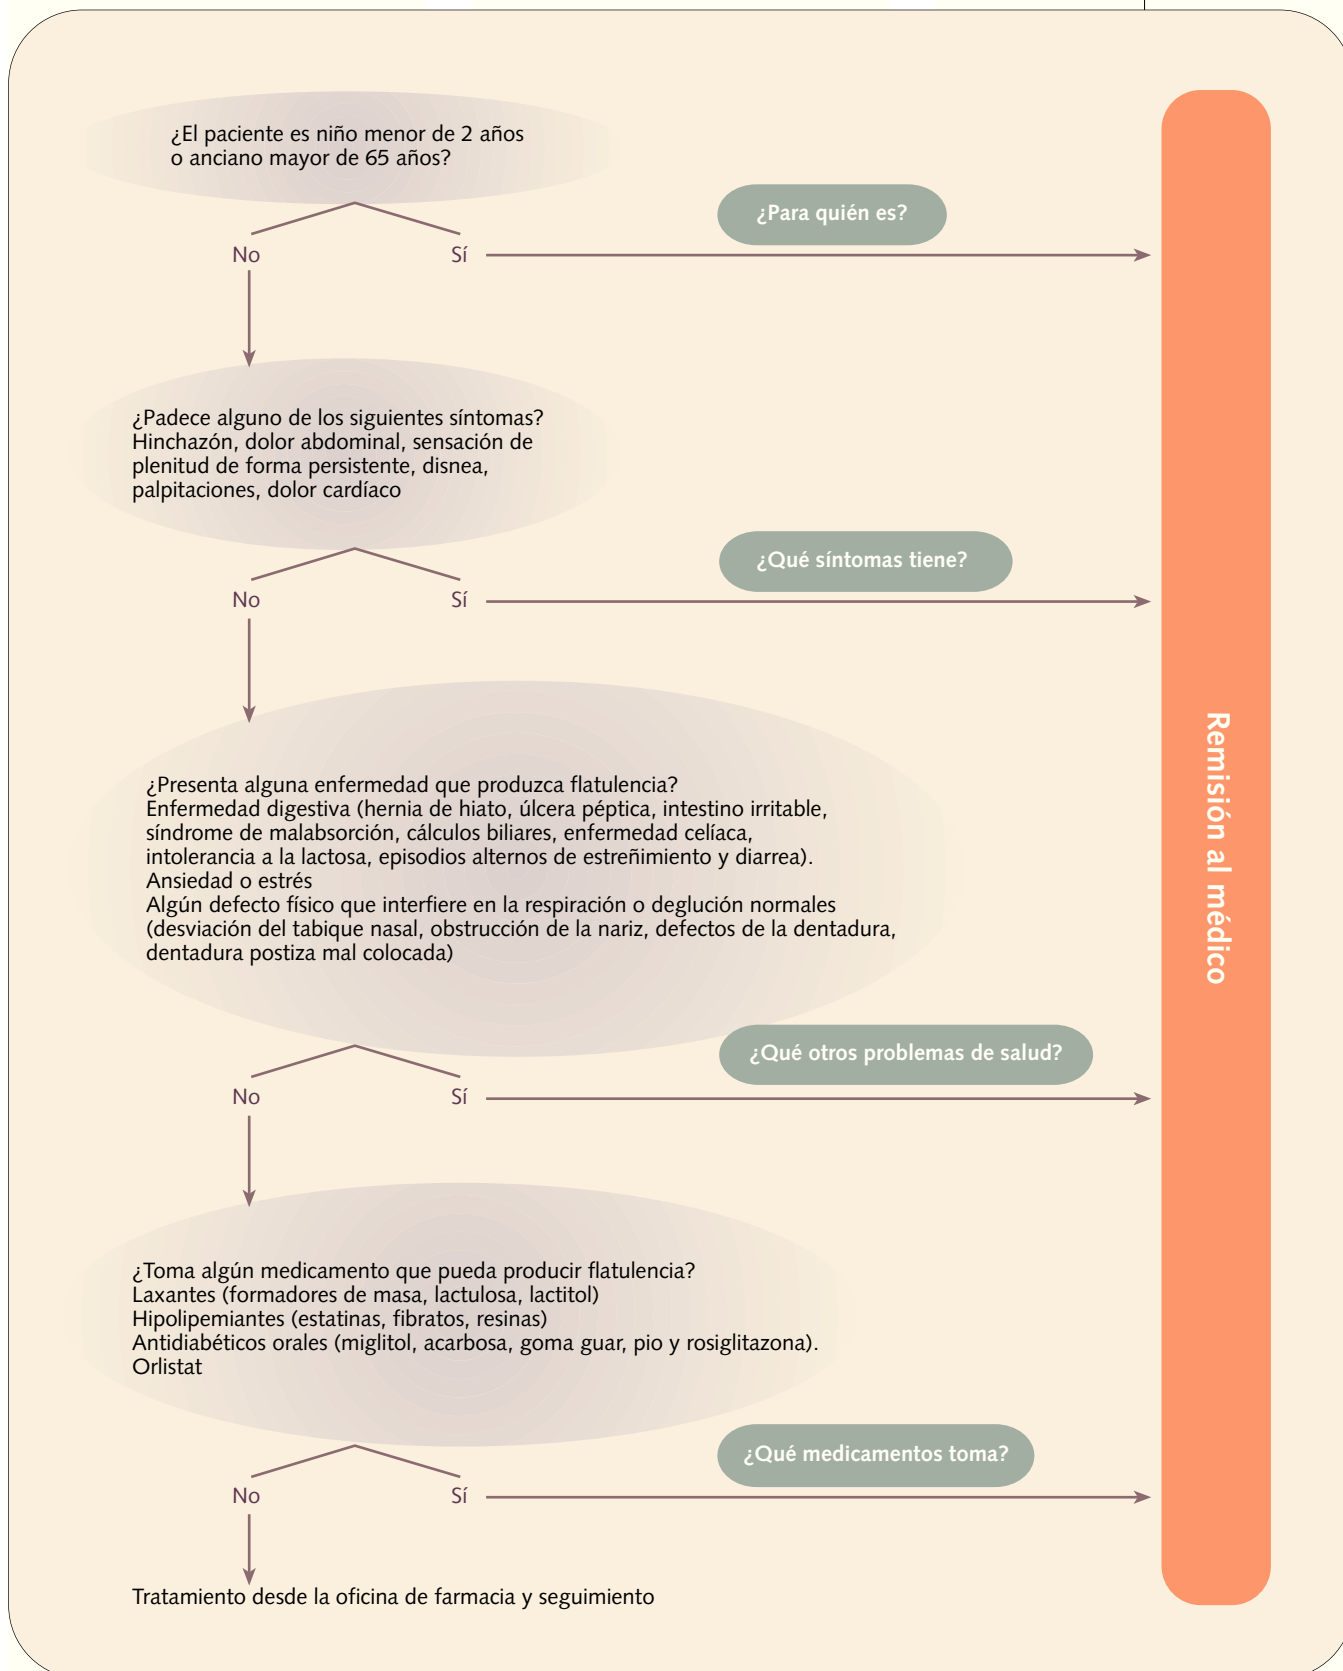 ¿El paciente es niño menor de 2 años
o anciano mayor de 65 años?
¿Para quién es?
No
Sí
¿Padece alguno de los siguientes síntomas?
Hinchazón, dolor abdominal, sensación de
plenitud de forma persistente, disnea,
palpitaciones, dolor cardíaco
¿Qué síntomas tiene?
No
Sí
¿Presenta alguna enfermedad que produzca flatulencia?
Enfermedad digestiva (hernia de hiato, úlcera péptica, intestino irritable,
síndrome de malabsorción, cálculos biliares, enfermedad celíaca,
intolerancia a la lactosa, episodios alternos de estreñimiento y diarrea).
Ansiedad o estrés
Algún defecto físico que interfiere en la respiración o deglución normales
(desviación del tabique nasal, obstrucción de la nariz, defectos de la dentadura,
dentadura postiza mal colocada)
¿Qué otros problemas de salud?
No
Sí
¿Toma algún medicamento que pueda producir flatulencia?
Laxantes (formadores de masa, lactulosa, lactitol)
Hipolipemiantes (estatinas, fibratos, resinas)
Antidiabéticos orales (miglitol, acarbosa, goma guar, pio y rosiglitazona).
Orlistat
¿Qué medicamentos toma?
No
Sí
Tratamiento desde la oficina de farmacia y seguimiento
Remisión al médico